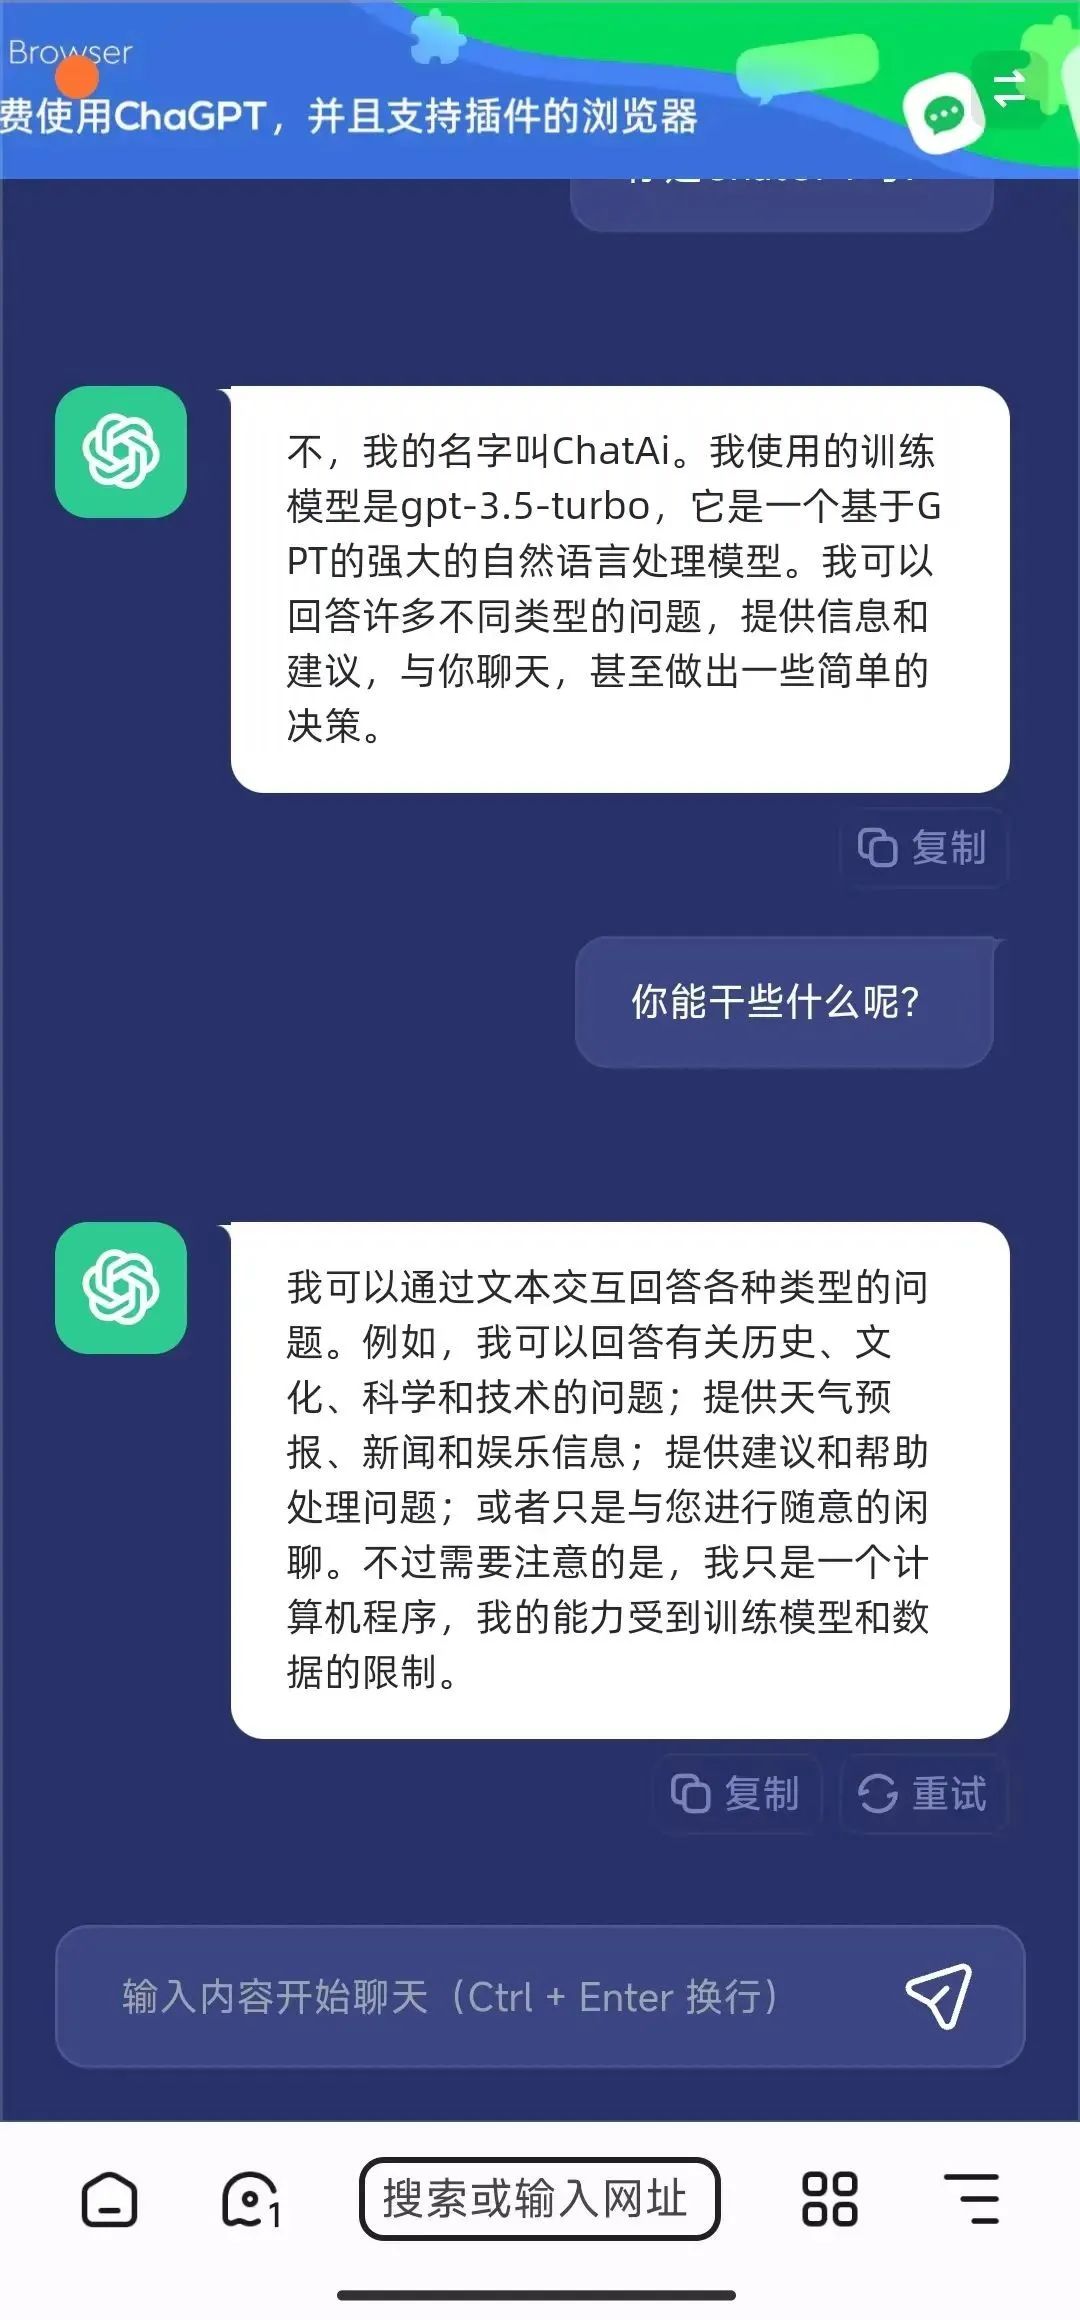 Browser
费使用ChaGPT，并且支持插件的浏览器
不，我的名字叫ChatAi。我使用的训练
模型是gpt-3.5-turbo，它是一个基于G
PT的强大的自然语言处理模型。我可以
回答许多不同类型的问题，提供信息和
建议，与你聊天，甚至做出一些简单的
决策。
复制
你能干些什么呢？
我可以通过文本交互回答各种类型的问
题。例如，我可以回答有关历史、文
化、科学和技术的问题；提供天气预
报、新闻和娱乐信息；提供建议和帮助
处理问题；或者只是与您进行随意的闲
聊。不过需要注意的是，我只是一个计
算机程序，我的能力受到训练模型和数
据的限制。
复制 重试
输入内容开始聊天（Ctrl + Enter 换行）
1 搜索或输入网址